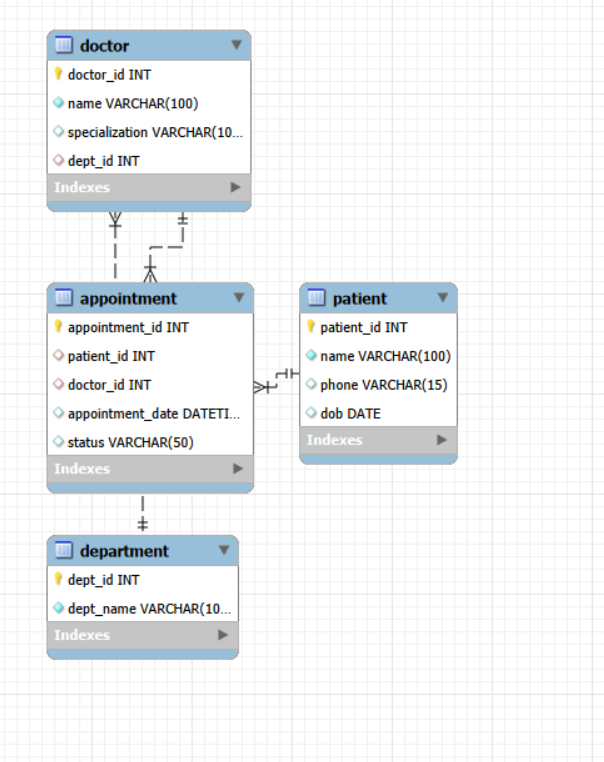 doctor
doctor_id INT
name VARCHAR(100)
specialization VARCHAR(10...
dept_id INT
Indexes
appointment
appointment_id INT
patient_id INT
doctor_id INT
appointment_date DATETI...
status VARCHAR(50)
Indexes
patient
patient_id INT
name VARCHAR(100)
phone VARCHAR(15)
dob DATE
Indexes
department
dept_id INT
dept_name VARCHAR(10...
Indexes